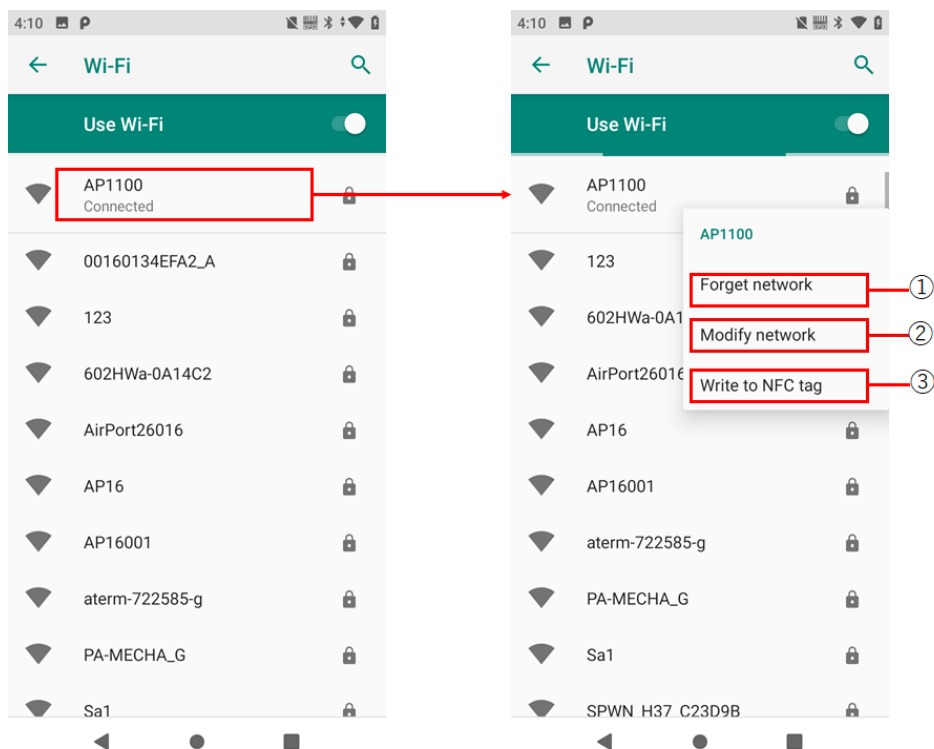 4:10
Wi-Fi
Use Wi-Fi
AP1100
Connected
00160134EFA2_A
123
602HWa-0A14C2
AirPort26016
AP16
AP16001
aterm-722585-g
PA-MECHA_G
Sa1
4:10
Wi-Fi
Use Wi-Fi
AP1100
Connected
AP1100
123
Forget network
①
602HWa-0A1
Modify network
②
AirPort26016
Write to NFC tag
③
AP16
AP16001
aterm-722585-g
PA-MECHA_G
Sa1
SPWN_H37_C23D9B